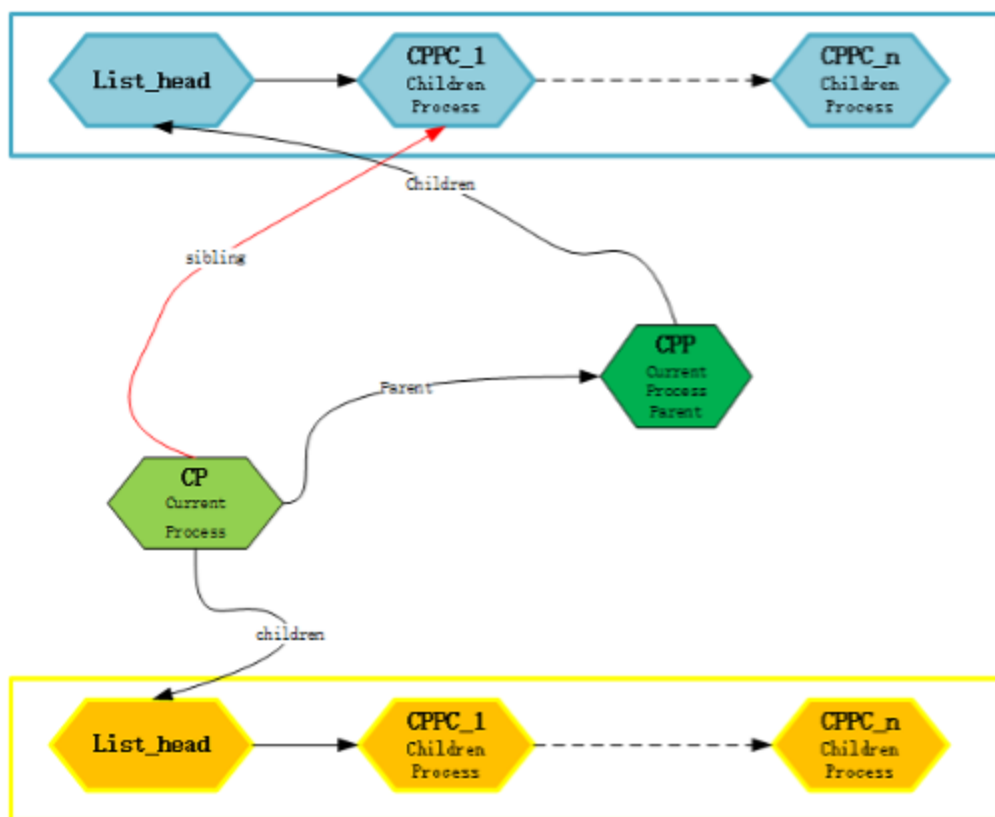 List_head
CPPC_1
Children
Process
CPPC_n
Children
Process
Children
sibling
CPP
Current
Process
Parent
Parent
CP
Current
Process
children
List_head
CPPC_1
Children
Process
CPPC_n
Children
Process